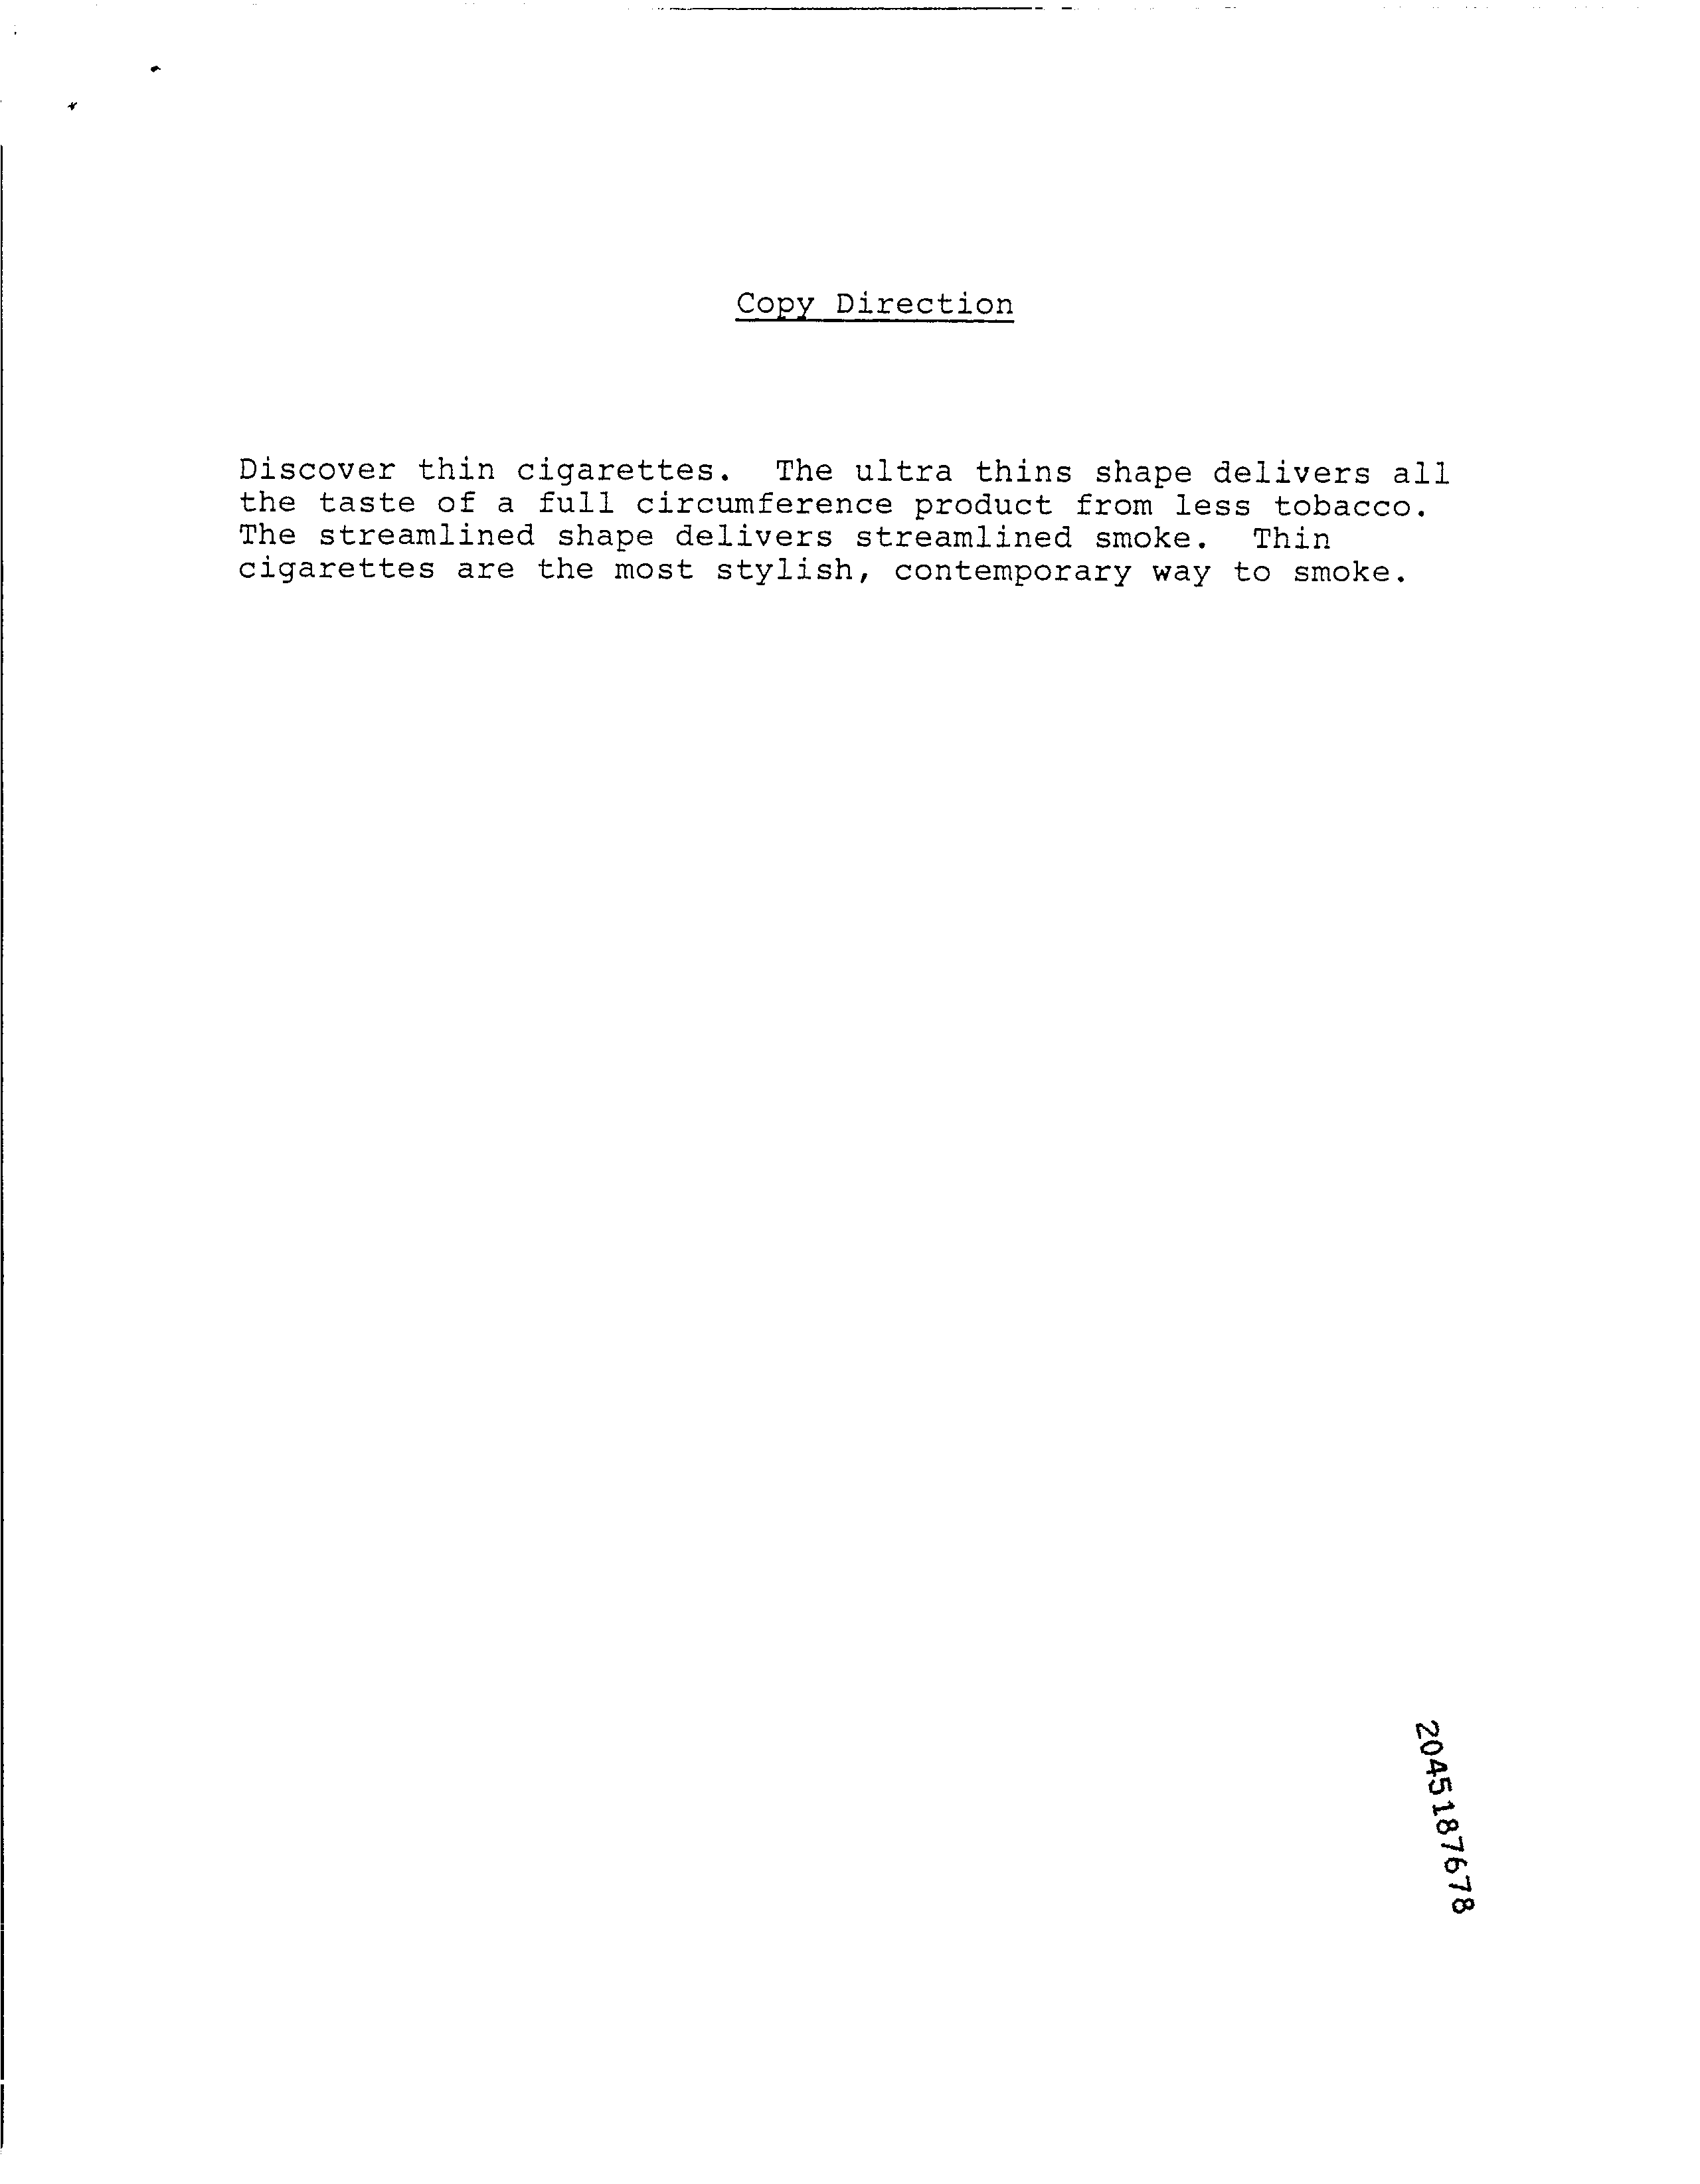 Copy Direction
Discover thin cigarettes. The ultra thins shape delivers all
the taste of a full circumference product from less tobacco.
The streamlined shape delivers streamlined smoke. Thin
cigarettes are the most stylish, contemporary way to smoke.
2045187678